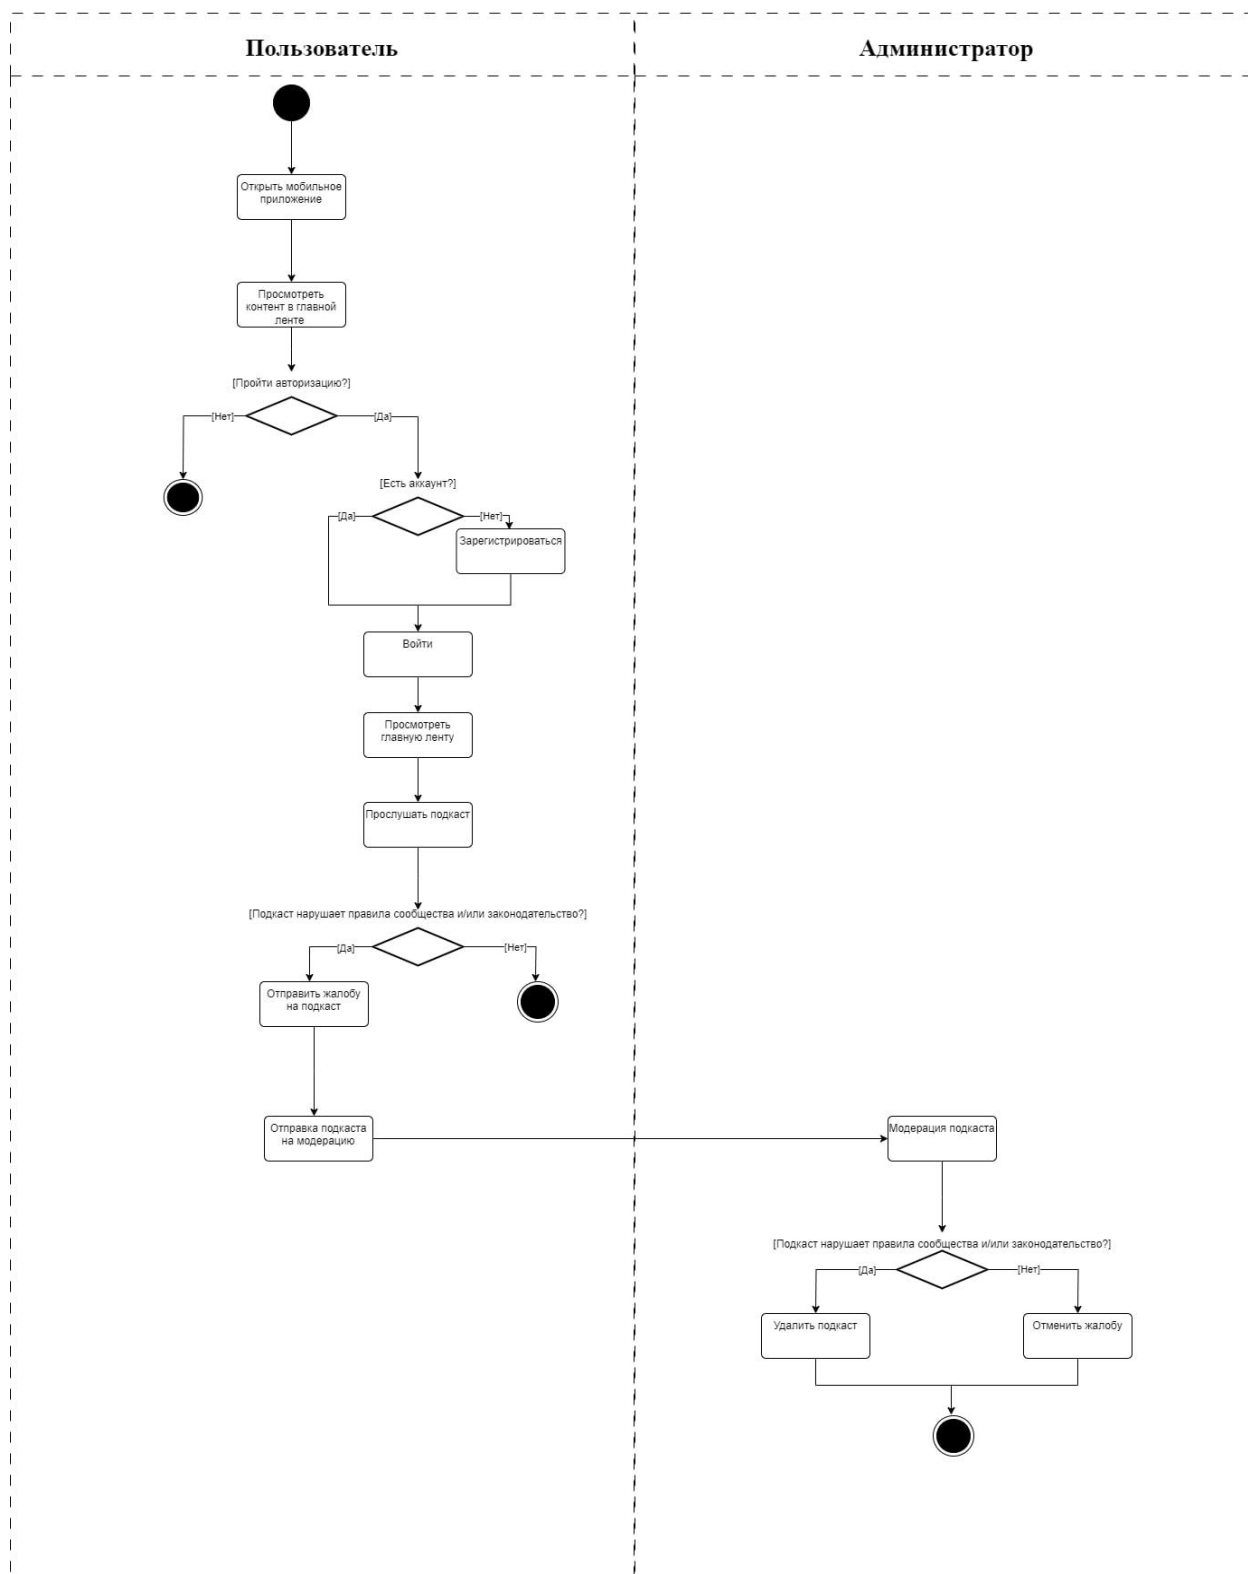 Пользователь
Администратор
Открыть мобильное
приложение
Просмотреть
контент в главной
ленте
[Пройти авторизацию?]
[Нет]
[Да]
[Есть аккаунт?]
[Да]
[Нет]
Зарегистрироваться
Войти
Просмотреть
главную ленту
Прослушать подкаст
[Подкаст нарушает правила сообщества и/или законодательство?]
[Да]
[Нет]
Отправить жалобу
на подкаст
Отправка подкаста
на модерацию
Модерация подкаста
[Подкаст нарушает правила сообщества и/или законодательство?]
[Да]
[Нет]
Удалить подкаст
Отменить жалобу